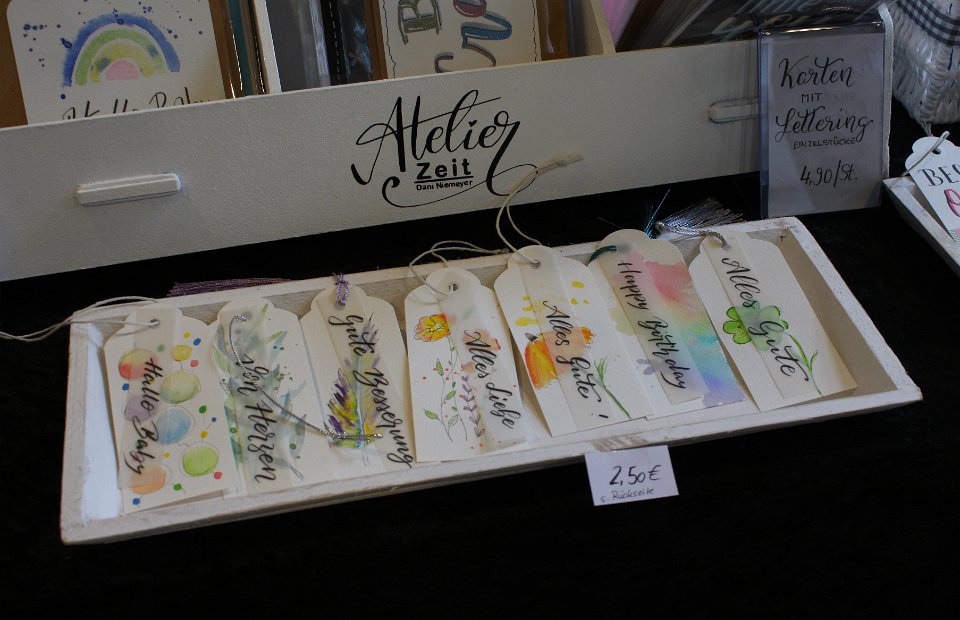 Hallo Baby
Atelier
Zeit
Dani Niemeyer
Karten
MIT
Lettering
EINZELSTÜCKE
4,90/St.
Hallo Baby
Von Herzen
Gute Besserung
Alles Liebe
Alles Gute!
Happy Birthday
Alles Gute
2,50€
s. Rückseite